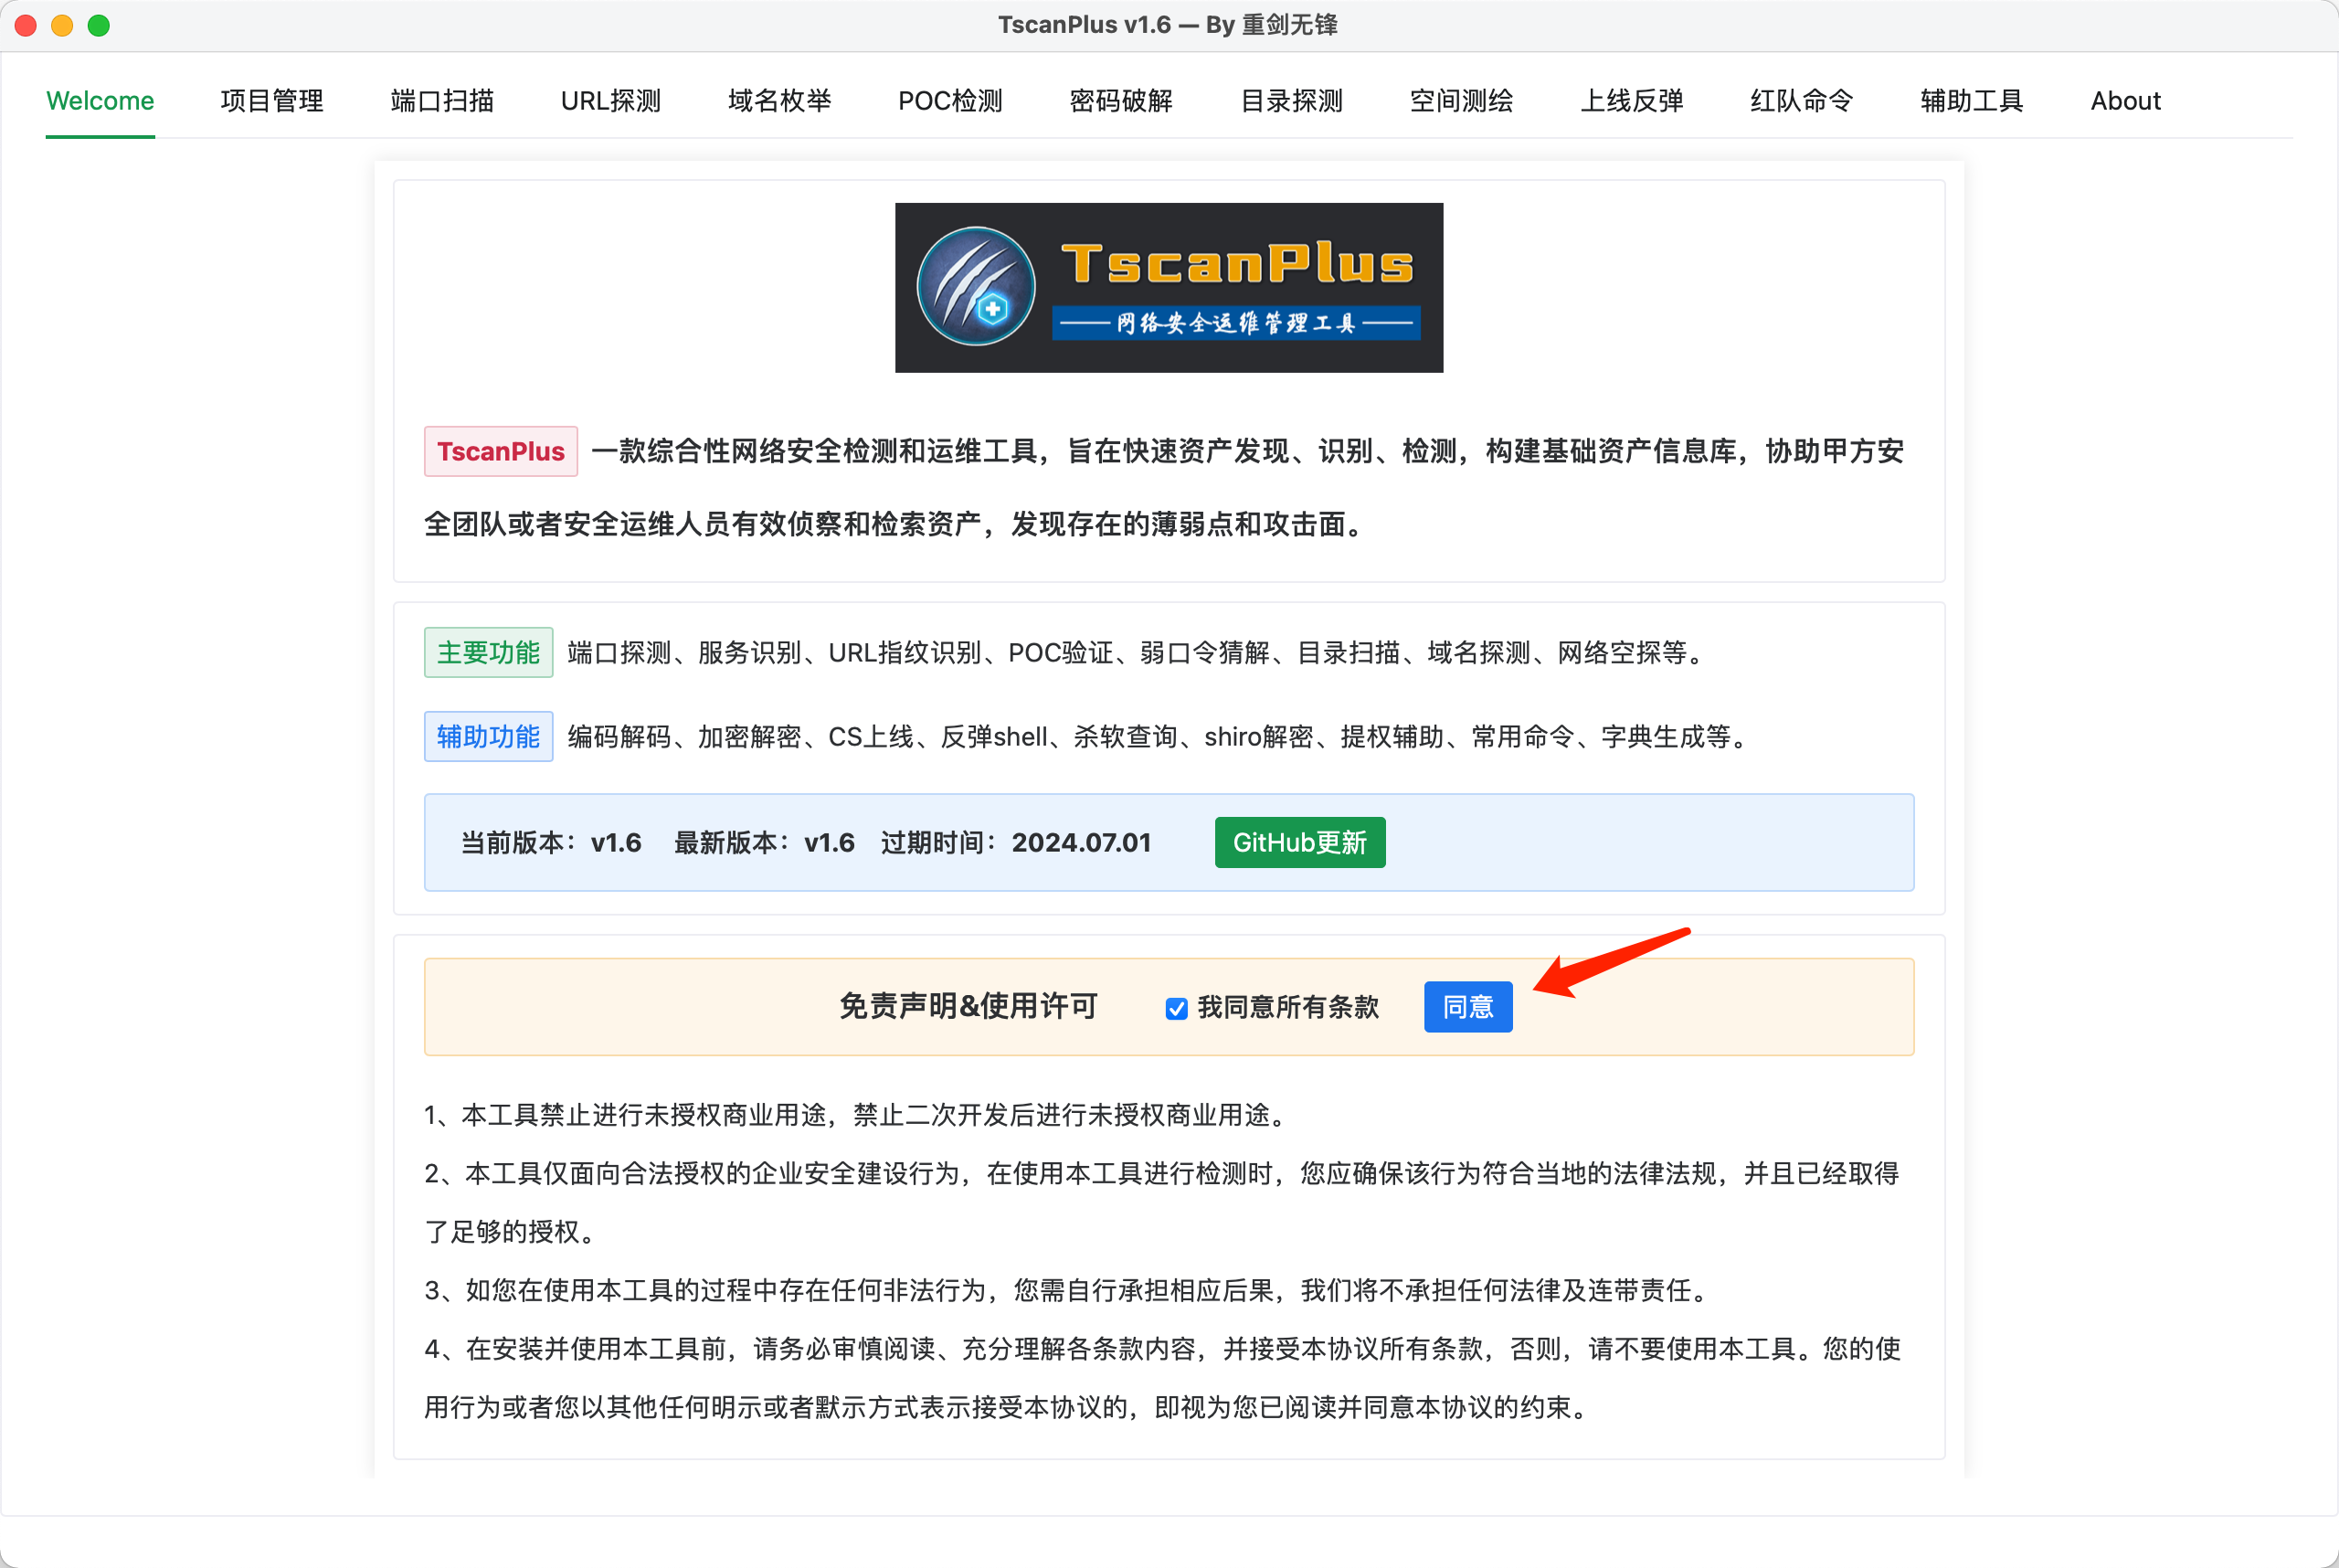 TscanPlus v1.6 — By 重剑无锋
Welcome 项目管理 端口扫描 URL探测 域名枚举 POC检测 密码破解 目录探测 空间测绘 上线反弹 红队命令 辅助工具 About
TscanPlus
网络安全运维管理工具
TscanPlus 一款综合性网络安全检测和运维工具，旨在快速资产发现、识别、检测，构建基础资产信息库，协助甲方安
全团队或者安全运维人员有效侦察和检索资产，发现存在的薄弱点和攻击面。
主要功能 端口探测、服务识别、URL指纹识别、POC验证、弱口令猜解、目录扫描、域名探测、网络空探等。
辅助功能 编码解码、加密解密、CS上线、反弹shell、杀软查询、shiro解密、提权辅助、常用命令、字典生成等。
当前版本：v1.6 最新版本：v1.6 过期时间：2024.07.01 GitHub更新
免责声明&使用许可 我同意所有条款 同意
1、本工具禁止进行未授权商业用途，禁止二次开发后进行未授权商业用途。
2、本工具仅面向合法授权的企业安全建设行为，在使用本工具进行检测时，您应确保该行为符合当地的法律法规，并且已经取得
了足够的授权。
3、如您在使用本工具的过程中存在任何非法行为，您需自行承担相应后果，我们将不承担任何法律及连带责任。
4、在安装并使用本工具前，请务必审慎阅读、充分理解各条款内容，并接受本协议所有条款，否则，请不要使用本工具。您的使
用行为或者您以其他任何明示或者默示方式表示接受本协议的，即视为您已阅读并同意本协议的约束。